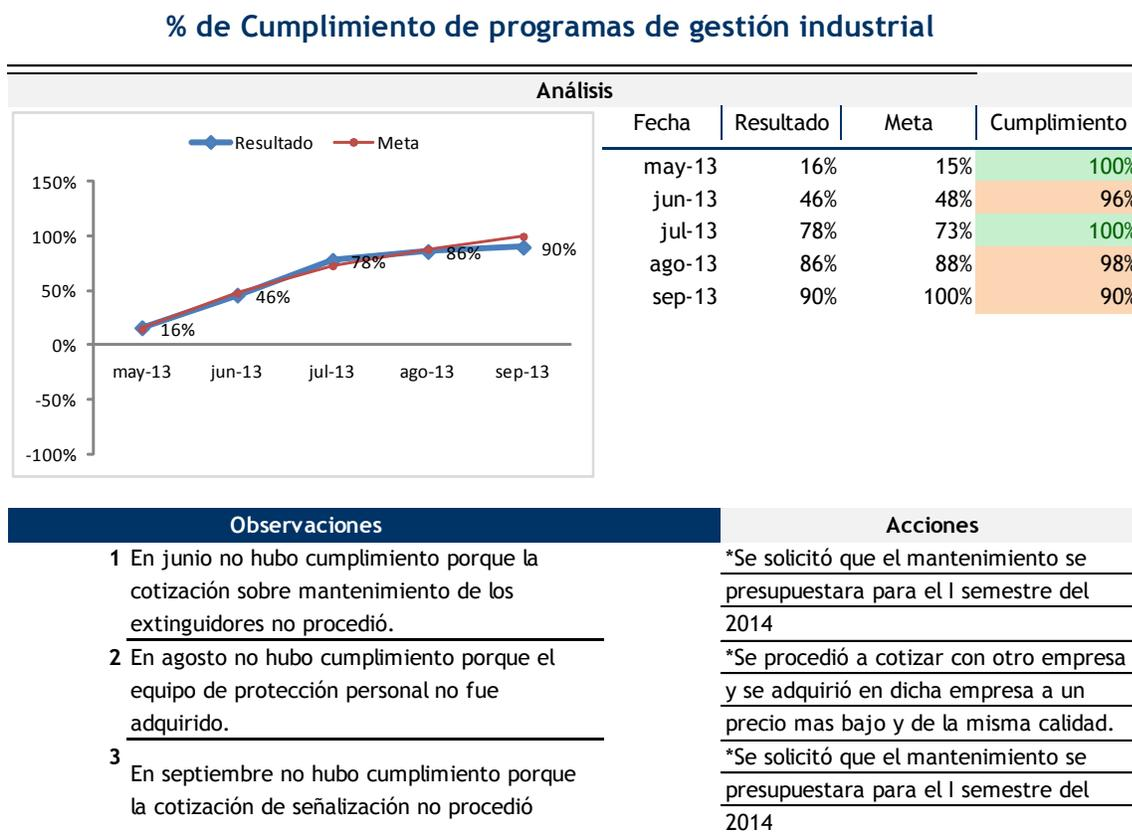 % de Cumplimiento de programas de gestión industrial
Análisis
Resultado Meta
150%
100%
50%
0%
-50%
-100%
16%
46%
78%
86%
90%
may-13 jun-13 jul-13 ago-13 sep-13
Fecha Resultado Meta Cumplimiento
may-13 16% 15% 100%
jun-13 46% 48% 96%
jul-13 78% 73% 100%
ago-13 86% 88% 98%
sep-13 90% 100% 90%
Observaciones
1 En junio no hubo cumplimiento porque la
cotización sobre mantenimiento de los
extinguidores no procedió.
2 En agosto no hubo cumplimiento porque el
equipo de protección personal no fue
adquirido.
3
En septiembre no hubo cumplimiento porque
la cotización de señalización no procedió
Acciones
*Se solicitó que el mantenimiento se
presupuestara para el I semestre del
2014
*Se procedió a cotizar con otro empresa
y se adquirió en dicha empresa a un
precio mas bajo y de la misma calidad.
*Se solicitó que el mantenimiento se
presupuestara para el I semestre del
2014